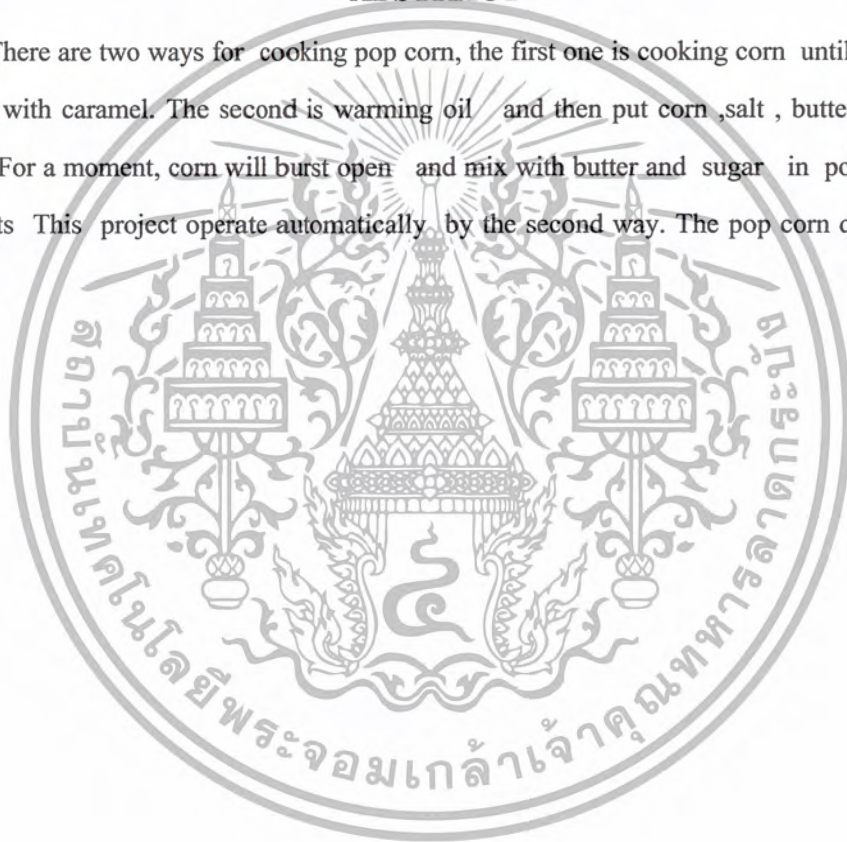 There are two ways for cooking pop corn, the first one is cooking corn until
with caramel. The second is warming oil and then put corn ,salt , butte
For a moment, corn will burst open and mix with butter and sugar in po
ts This project operate automatically by the second way. The pop corn
สถาบันเทคโนโลยีพระจอมเกล้าเจ้าคุณทหารลาดกระบัง